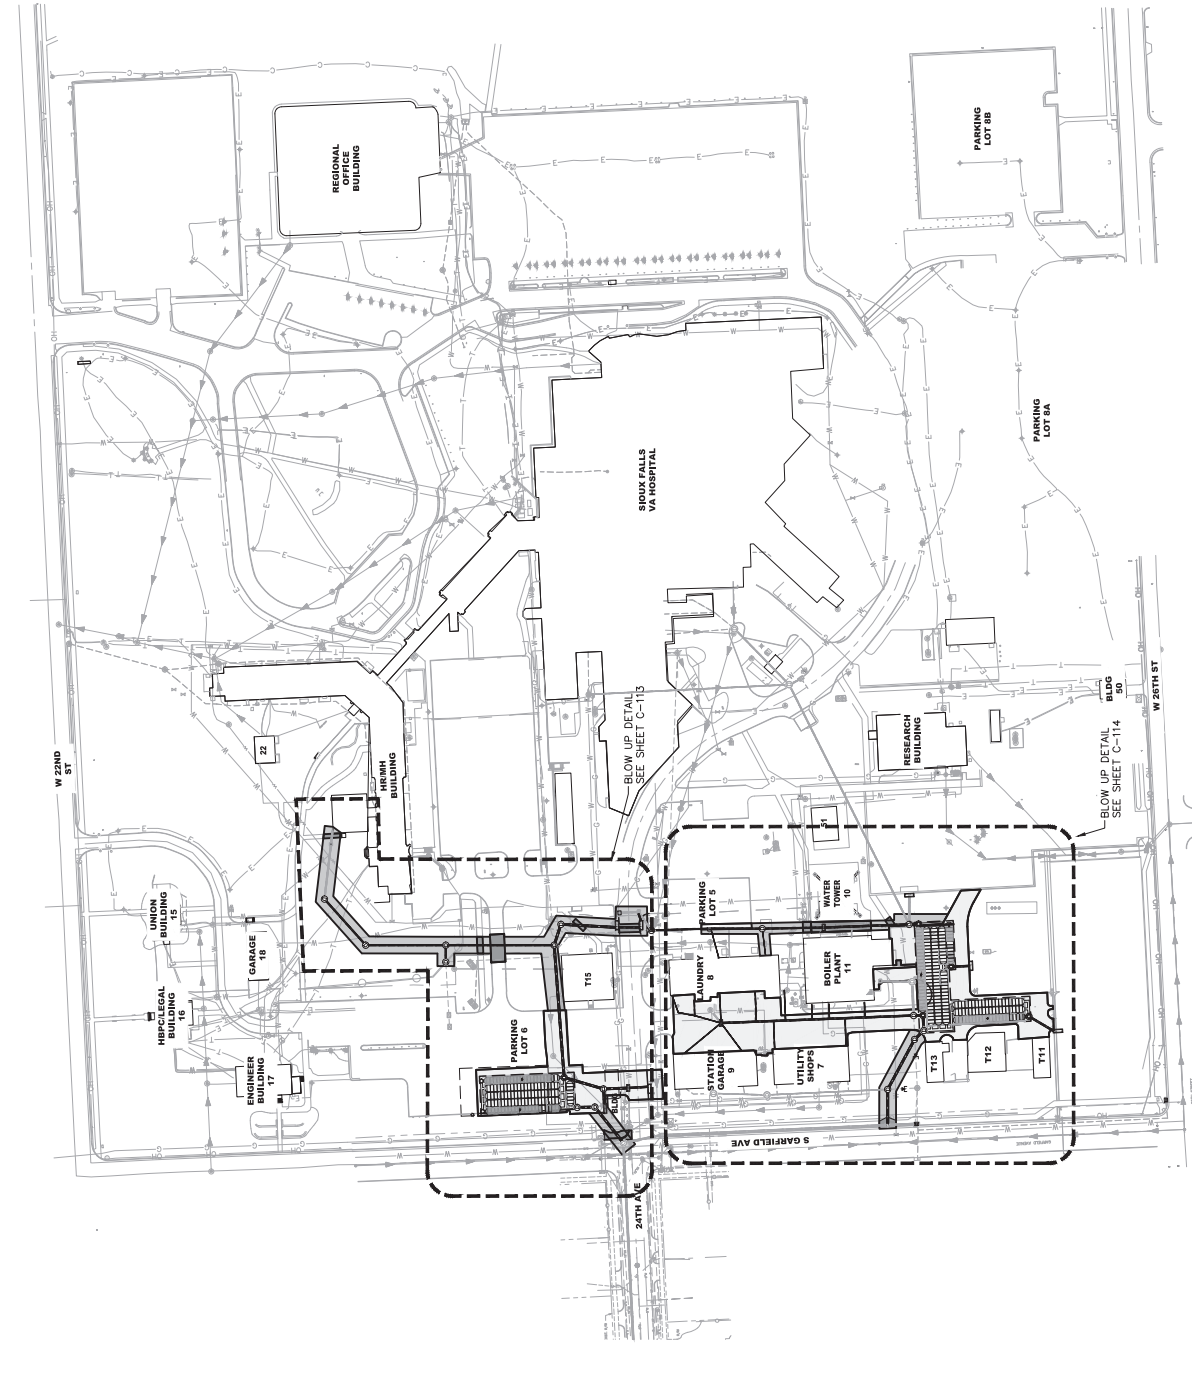 REGIONAL
OFFICE
BUILDING
PARKING
LOT 8B
PARKING
LOT 8A
SIOUX FALLS
VA HOSPITAL
W 22ND
ST
22
HR/MH
BUILDING
BLOW UP DETAIL
SEE SHEET C-113
RESEARCH
BUILDING
BLDG
50
W 26TH ST
BLOW UP DETAIL
SEE SHEET C-114
51
UNION
BUILDING
15
GARAGE
18
HBPC/LEGAL
BUILDING
16
ENGINEER
BUILDING
17
PARKING
LOT 5
WATER
TOWER
10
LAUNDRY
8
BOILER
PLANT
11
T15
PARKING
LOT 6
STATION
GARAGE
9
UTILITY
SHOPS
7
T13
T12
T11
S GARFIELD AVE
24TH AVE